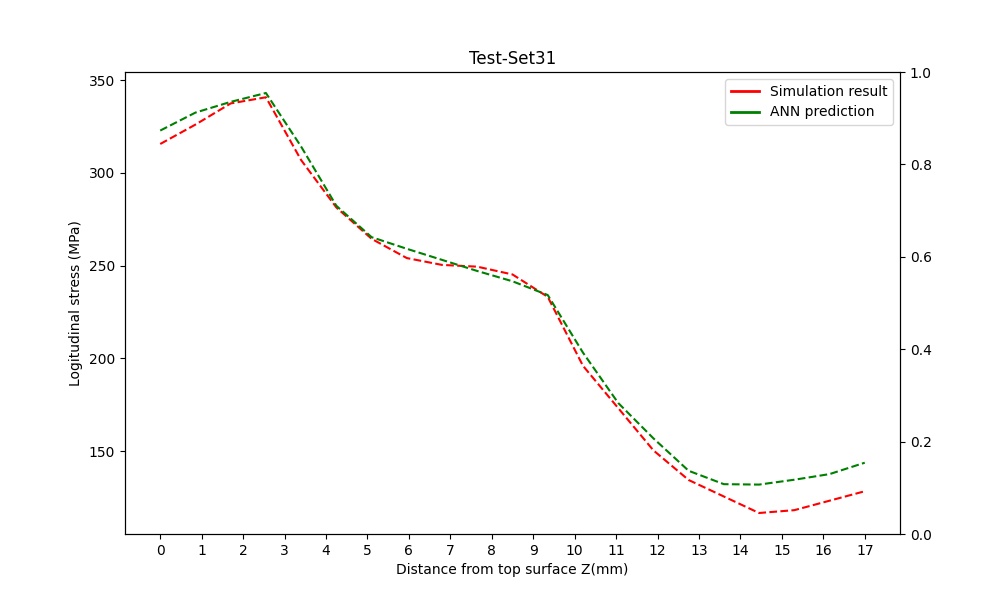 Test-Set31
Simulation result
ANN prediction
350
300
250
200
150
Logitudinal stress (MPa)
1.0
0.8
0.6
0.4
0.2
0.0
0 1 2 3 4 5 6 7 8 9 10 11 12 13 14 15 16 17
Distance from top surface Z(mm)